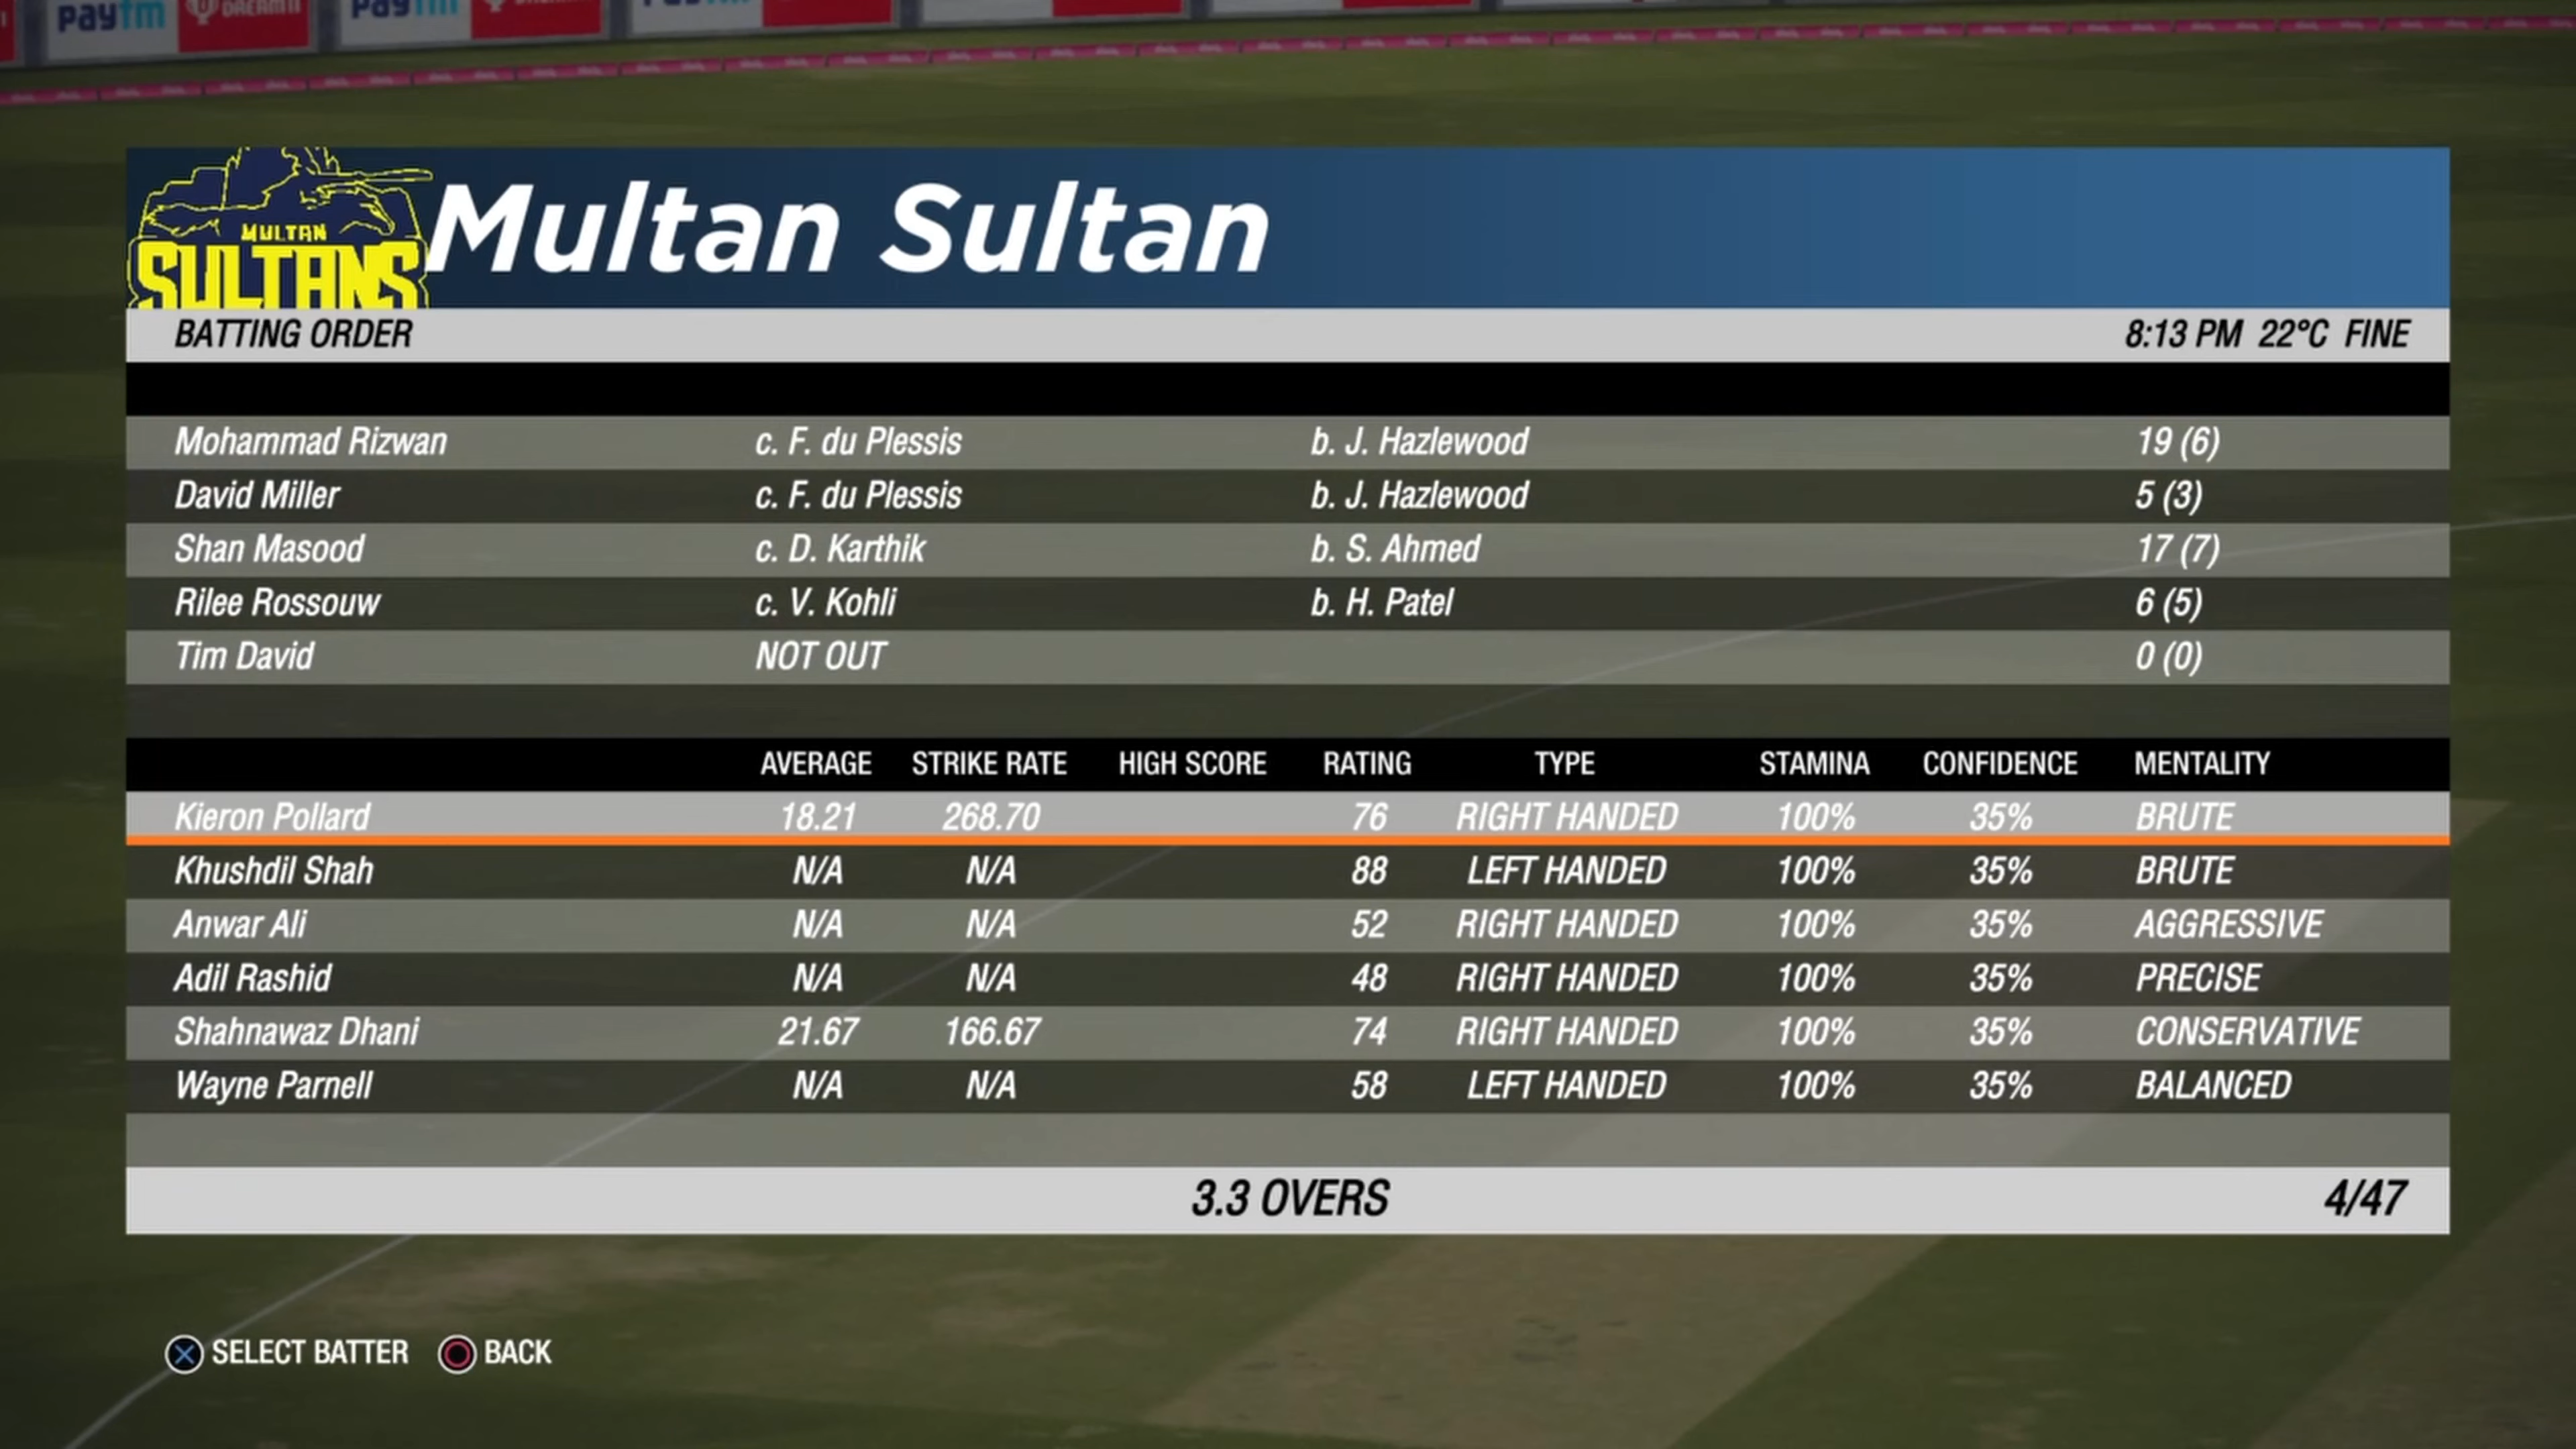 paytm DREAM11 paytm
MULTAN
SULTANS
Multan Sultan
BATTING ORDER 8:13 PM 22°C FINE
Mohammad Rizwan c. F. du Plessis b. J. Hazlewood 19 (6)
David Miller c. F. du Plessis b. J. Hazlewood 5 (3)
Shan Masood c. D. Karthik b. S. Ahmed 17 (7)
Rilee Rossouw c. V. Kohli b. H. Patel 6 (5)
Tim David NOT OUT 0 (0)
AVERAGE STRIKE RATE HIGH SCORE RATING TYPE STAMINA CONFIDENCE MENTALITY
Kieron Pollard 18.21 268.70 76 RIGHT HANDED 100% 35% BRUTE
Khushdil Shah N/A N/A 88 LEFT HANDED 100% 35% BRUTE
Anwar Ali N/A N/A 52 RIGHT HANDED 100% 35% AGGRESSIVE
Adil Rashid N/A N/A 48 RIGHT HANDED 100% 35% PRECISE
Shahnawaz Dhani 21.67 166.67 74 RIGHT HANDED 100% 35% CONSERVATIVE
Wayne Parnell N/A N/A 58 LEFT HANDED 100% 35% BALANCED
3.3 OVERS 4/47
SELECT BATTER BACK